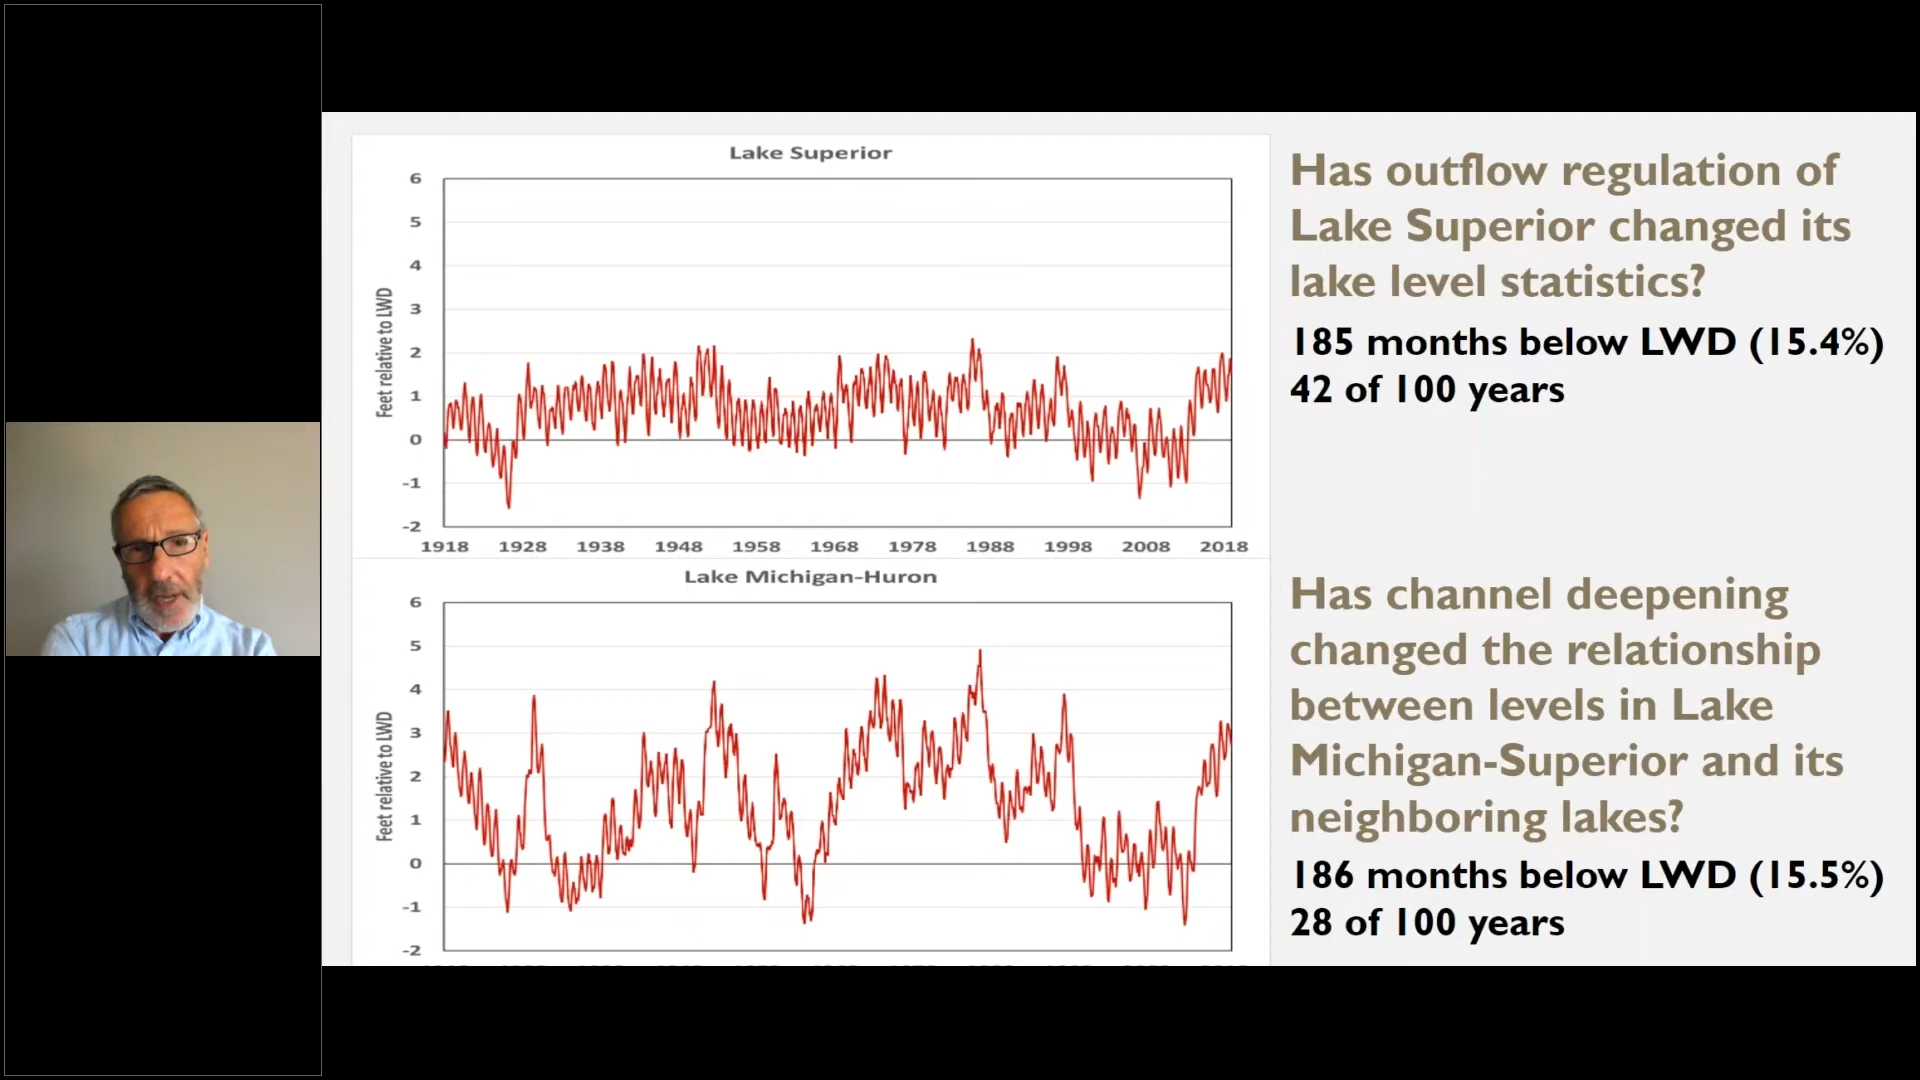 Lake Superior
6
5
4
3
2
1
0
-1
-2
Feet relative to LWD
1918 1928 1938 1948 1958 1968 1978 1988 1998 2008 2018
Has outflow regulation of
Lake Superior changed its
lake level statistics?
185 months below LWD (15.4%)
42 of 100 years
Lake Michigan-Huron
6
5
4
3
2
1
0
-1
-2
Feet relative to LWD
Has channel deepening
changed the relationship
between levels in Lake
Michigan-Superior and its
neighboring lakes?
186 months below LWD (15.5%)
28 of 100 years